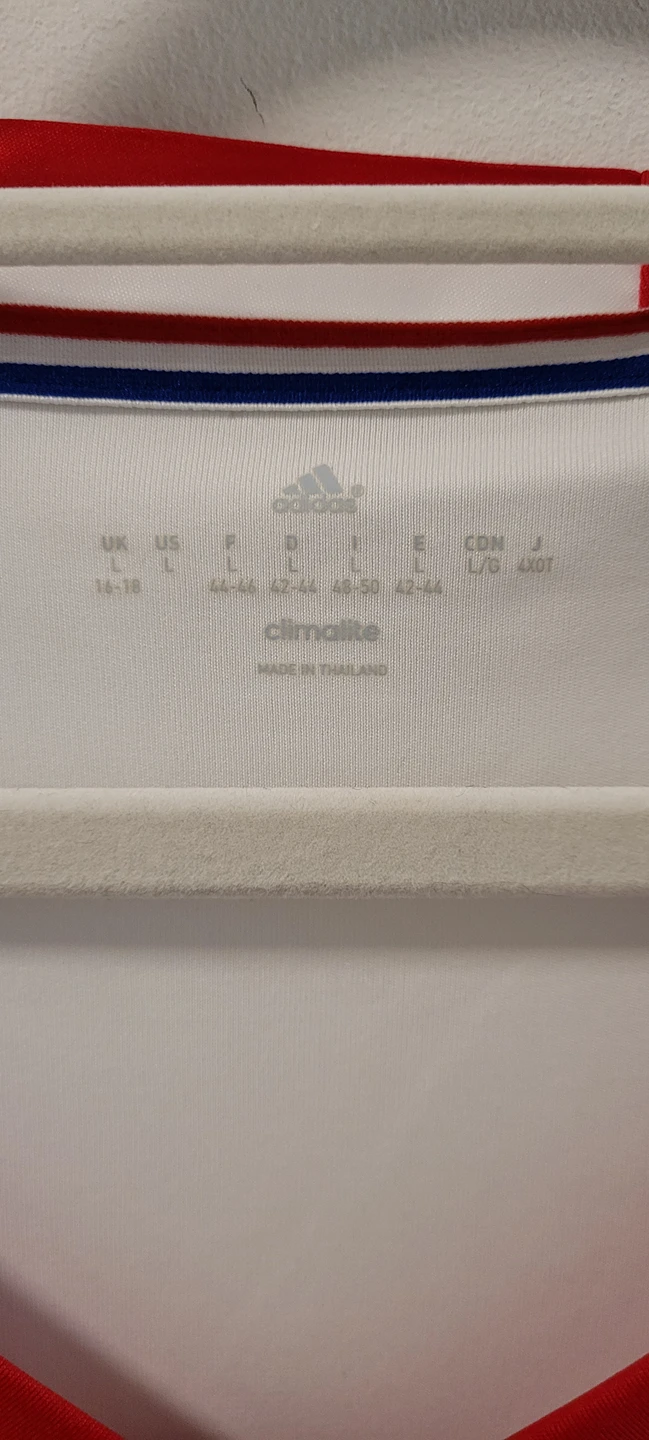 adidas®
UK US F D I E CDN J
L L L L L L L/G 4XOT
16-18 44-46 42-44 48-50 42-44
climalite
MADE IN THAILAND